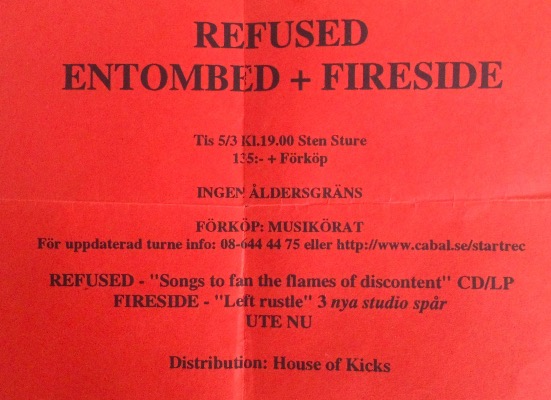 REFUSED
ENTOMBED + FIRESIDE
Tis 5/3 Kl.19.00 Sten Sture
135:- + Förköp
INGEN ÅLDERSGRÄNS
FÖRKÖP: MUSIKÖRAT
För uppdaterad turne info: 08-644 44 75 eller http://www.cabal.se/startrec
REFUSED - "Songs to fan the flames of discontent" CD/LP
FIRESIDE - "Left rustle" 3 nya studio spår
UTE NU
Distribution: House of Kicks